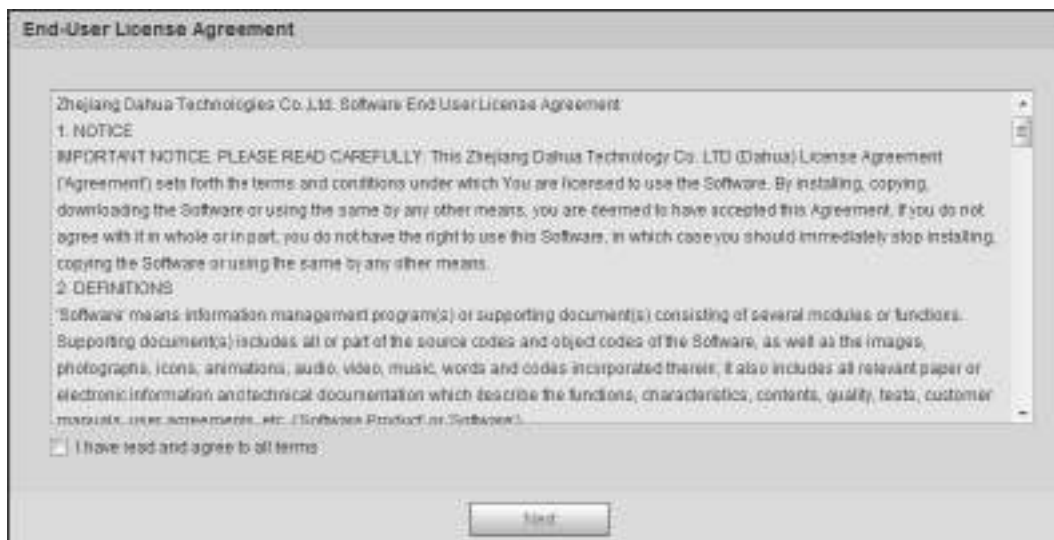 End-User License Agreement
Zhejiang Dahua Technologies Co.,Ltd. Software End User License Agreement
1. NOTICE
IMPORTANT NOTICE, PLEASE READ CAREFULLY: This Zhejiang Dahua Technology Co. LTD (Dahua) License Agreement
('Agreement') sets forth the terms and conditions under which You are licensed to use the Software. By installing, copying,
downloading the Software or using the same by any other means, you are deemed to have accepted this Agreement. If you do not
agree with it in whole or in part, you do not have the right to use this Software, in which case you should immediately stop installing,
copying the Software or using the same by any other means.
2. DEFINITIONS
'Software' means information management program(s) or supporting document(s) consisting of several modules or functions.
Supporting document(s) includes all or part of the source codes and object codes of the Software, as well as the images,
photographs, icons, animations, audio, video, music, words and codes incorporated therein; it also includes all relevant paper or
electronic information and technical documentation which describe the functions, characteristics, contents, quality, tests, customer
manuals, user agreements, etc. ('Software Product' or 'Software').
I have read and agree to all terms
Next